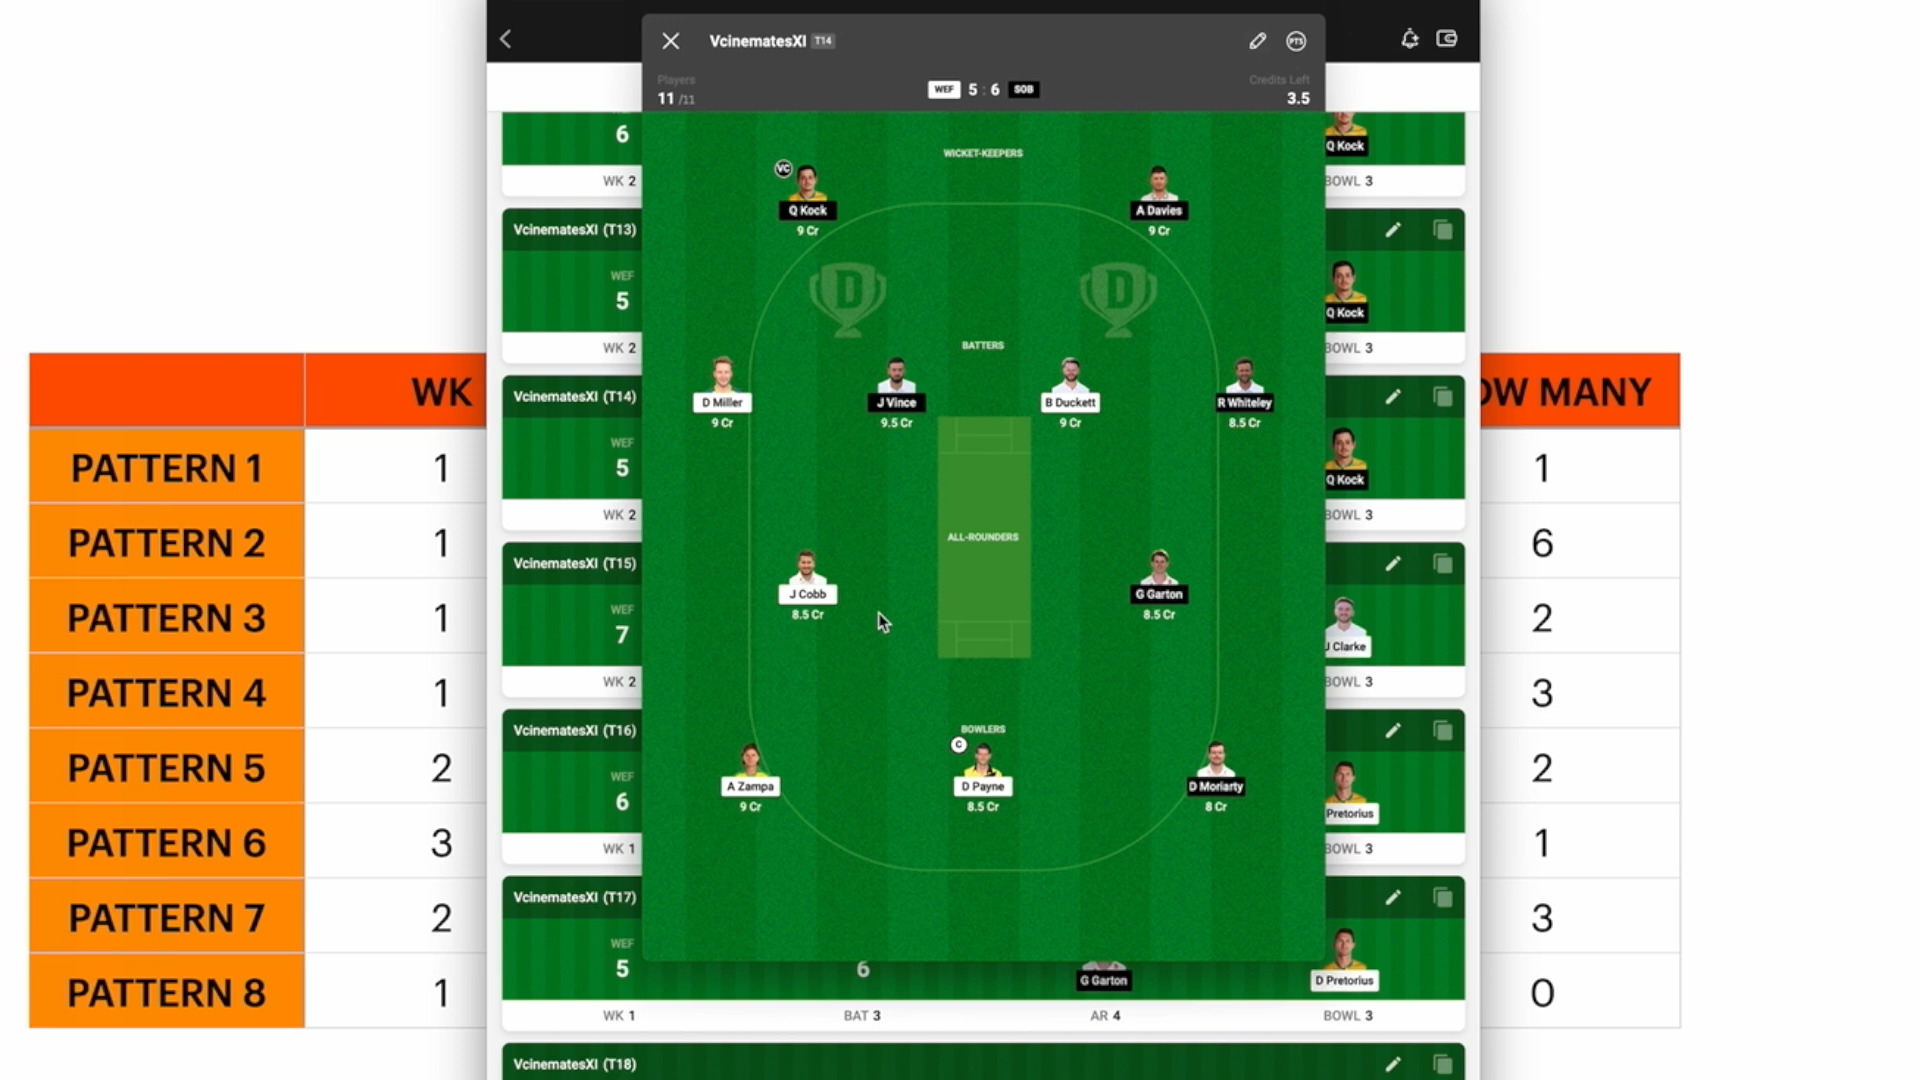 VcinematesXI T14
PTS
Players
11 /11
WEF 5 : 6 SOB
Credits Left
3.5
WICKET-KEEPERS
VC
Q Kock
9 Cr
A Davies
9 Cr
BATTERS
D Miller
9 Cr
J Vince
9.5 Cr
B Duckett
9 Cr
R Whiteley
8.5 Cr
ALL-ROUNDERS
J Cobb
8.5 Cr
G Garton
8.5 Cr
BOWLERS
C
A Zampa
9 Cr
D Payne
8.5 Cr
D Moriarty
8 Cr
D
D
6
Q Kock
WK 2
BOWL 3
VcinematesXI (T13)
WEF
5
Q Kock
WK 2
BOWL 3
VcinematesXI (T14)
WEF
5
Q Kock
WK 2
BOWL 3
VcinematesXI (T15)
WEF
7
J Clarke
WK 2
BOWL 3
VcinematesXI (T16)
WEF
6
Pretorius
WK 1
BOWL 3
VcinematesXI (T17)
WEF
5
6
G Garton
D Pretorius
WK 1
BAT 3
AR 4
BOWL 3
VcinematesXI (T18)
WK
OW MANY
PATTERN 1 1 1
PATTERN 2 1 6
PATTERN 3 1 2
PATTERN 4 1 3
PATTERN 5 2 2
PATTERN 6 3 1
PATTERN 7 2 3
PATTERN 8 1 0